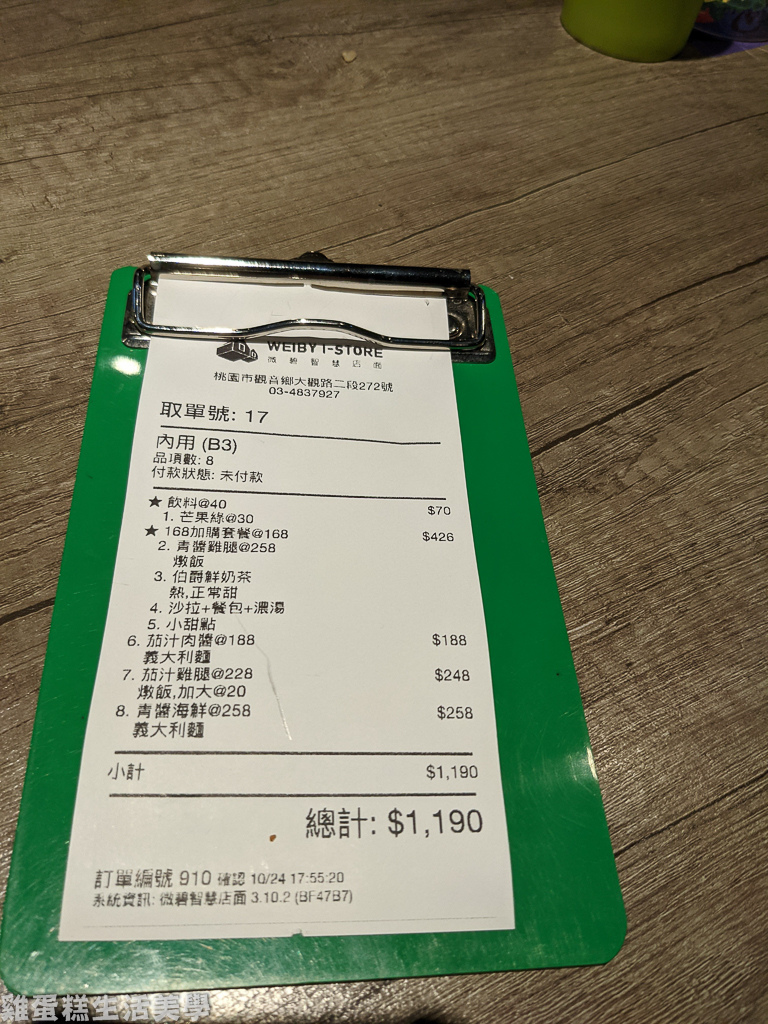 WEIBY I-STORE
微碧智慧店面
桃園市觀音鄉大觀路二段272號
03-4837927
取單號: 17
內用 (B3)
品項數: 8
付款狀態: 未付款
★ 飲料@40 $70
1. 芒果綠@30
★ 168加購套餐@168 $426
2. 青醬雞腿@258
燉飯
3. 伯爵鮮奶茶
熱,正常甜
4. 沙拉+餐包+濃湯
5. 小甜點
6. 茄汁肉醬@188 $188
義大利麵
7. 茄汁雞腿@228 $248
燉飯,加大@20
8. 青醬海鮮@258 $258
義大利麵
小計 $1,190
總計: $1,190
訂單編號 910 確認 10/24 17:55:20
系統資訊: 微碧智慧店面 3.10.2 (BF47B7)
雞蛋糕生活美學